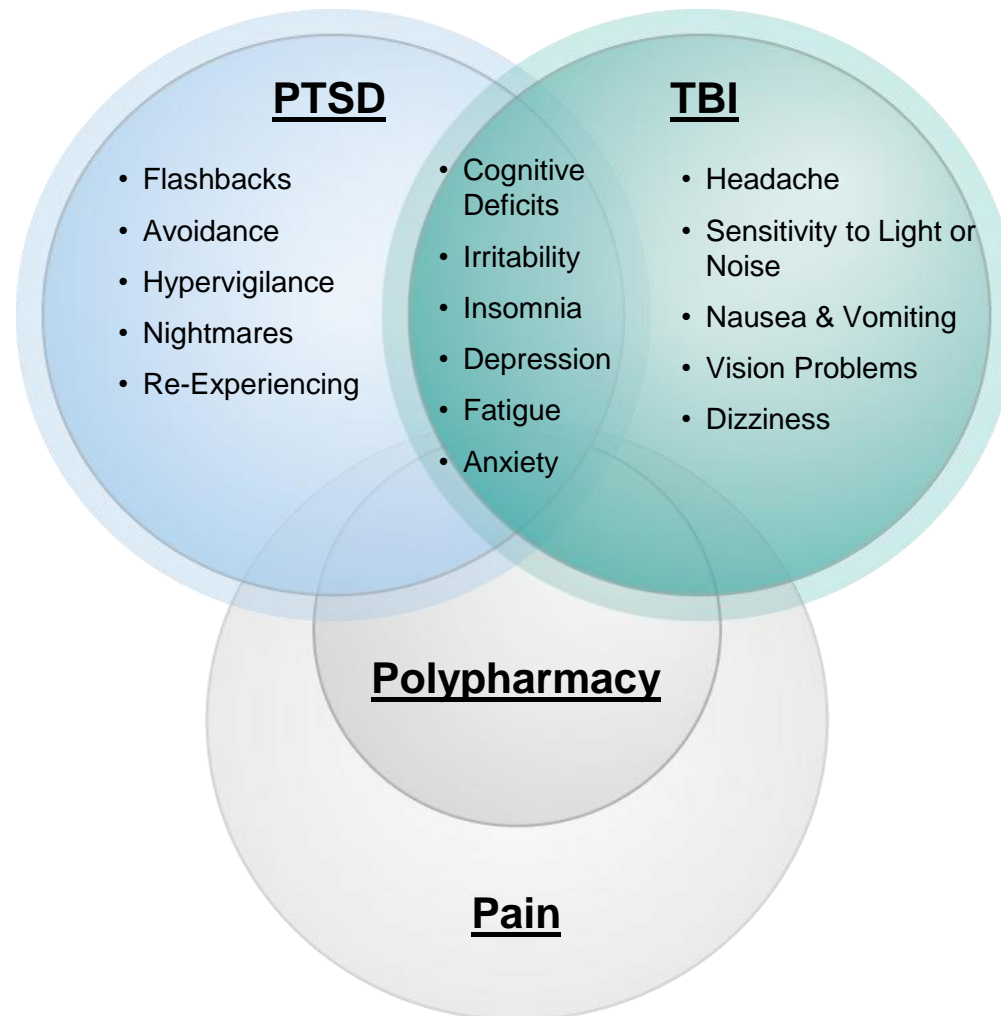 PTSD
• Flashbacks
• Avoidance
• Hypervigilance
• Nightmares
• Re-Experiencing
• Cognitive
Deficits
• Irritability
• Insomnia
• Depression
• Fatigue
• Anxiety
TBI
• Headache
• Sensitivity to Light or
Noise
• Nausea & Vomiting
• Vision Problems
• Dizziness
Polypharmacy
Pain